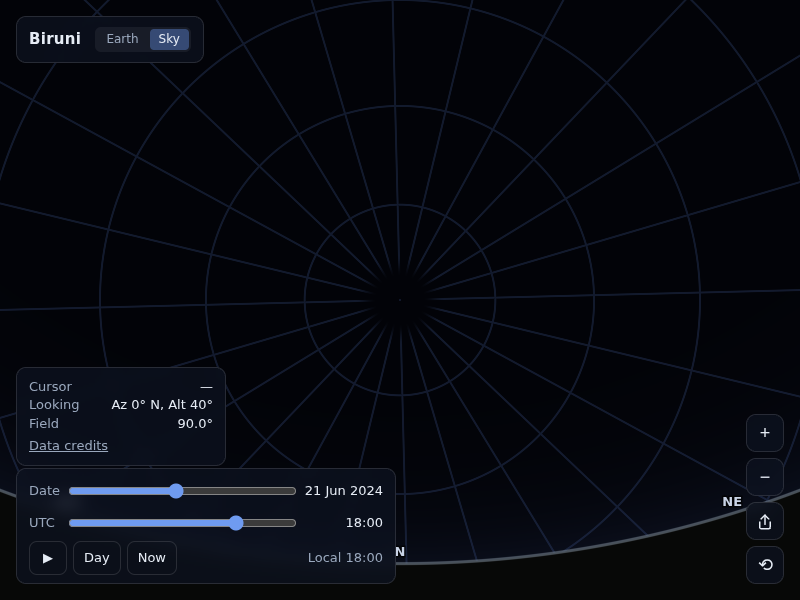 Biruni Earth Sky
Cursor —
Looking Az 0° N, Alt 40°
Field 90.0°
Data credits
Date 21 Jun 2024
UTC 18:00
▶ Day Now Local 18:00
N
NE
+
−
⟲